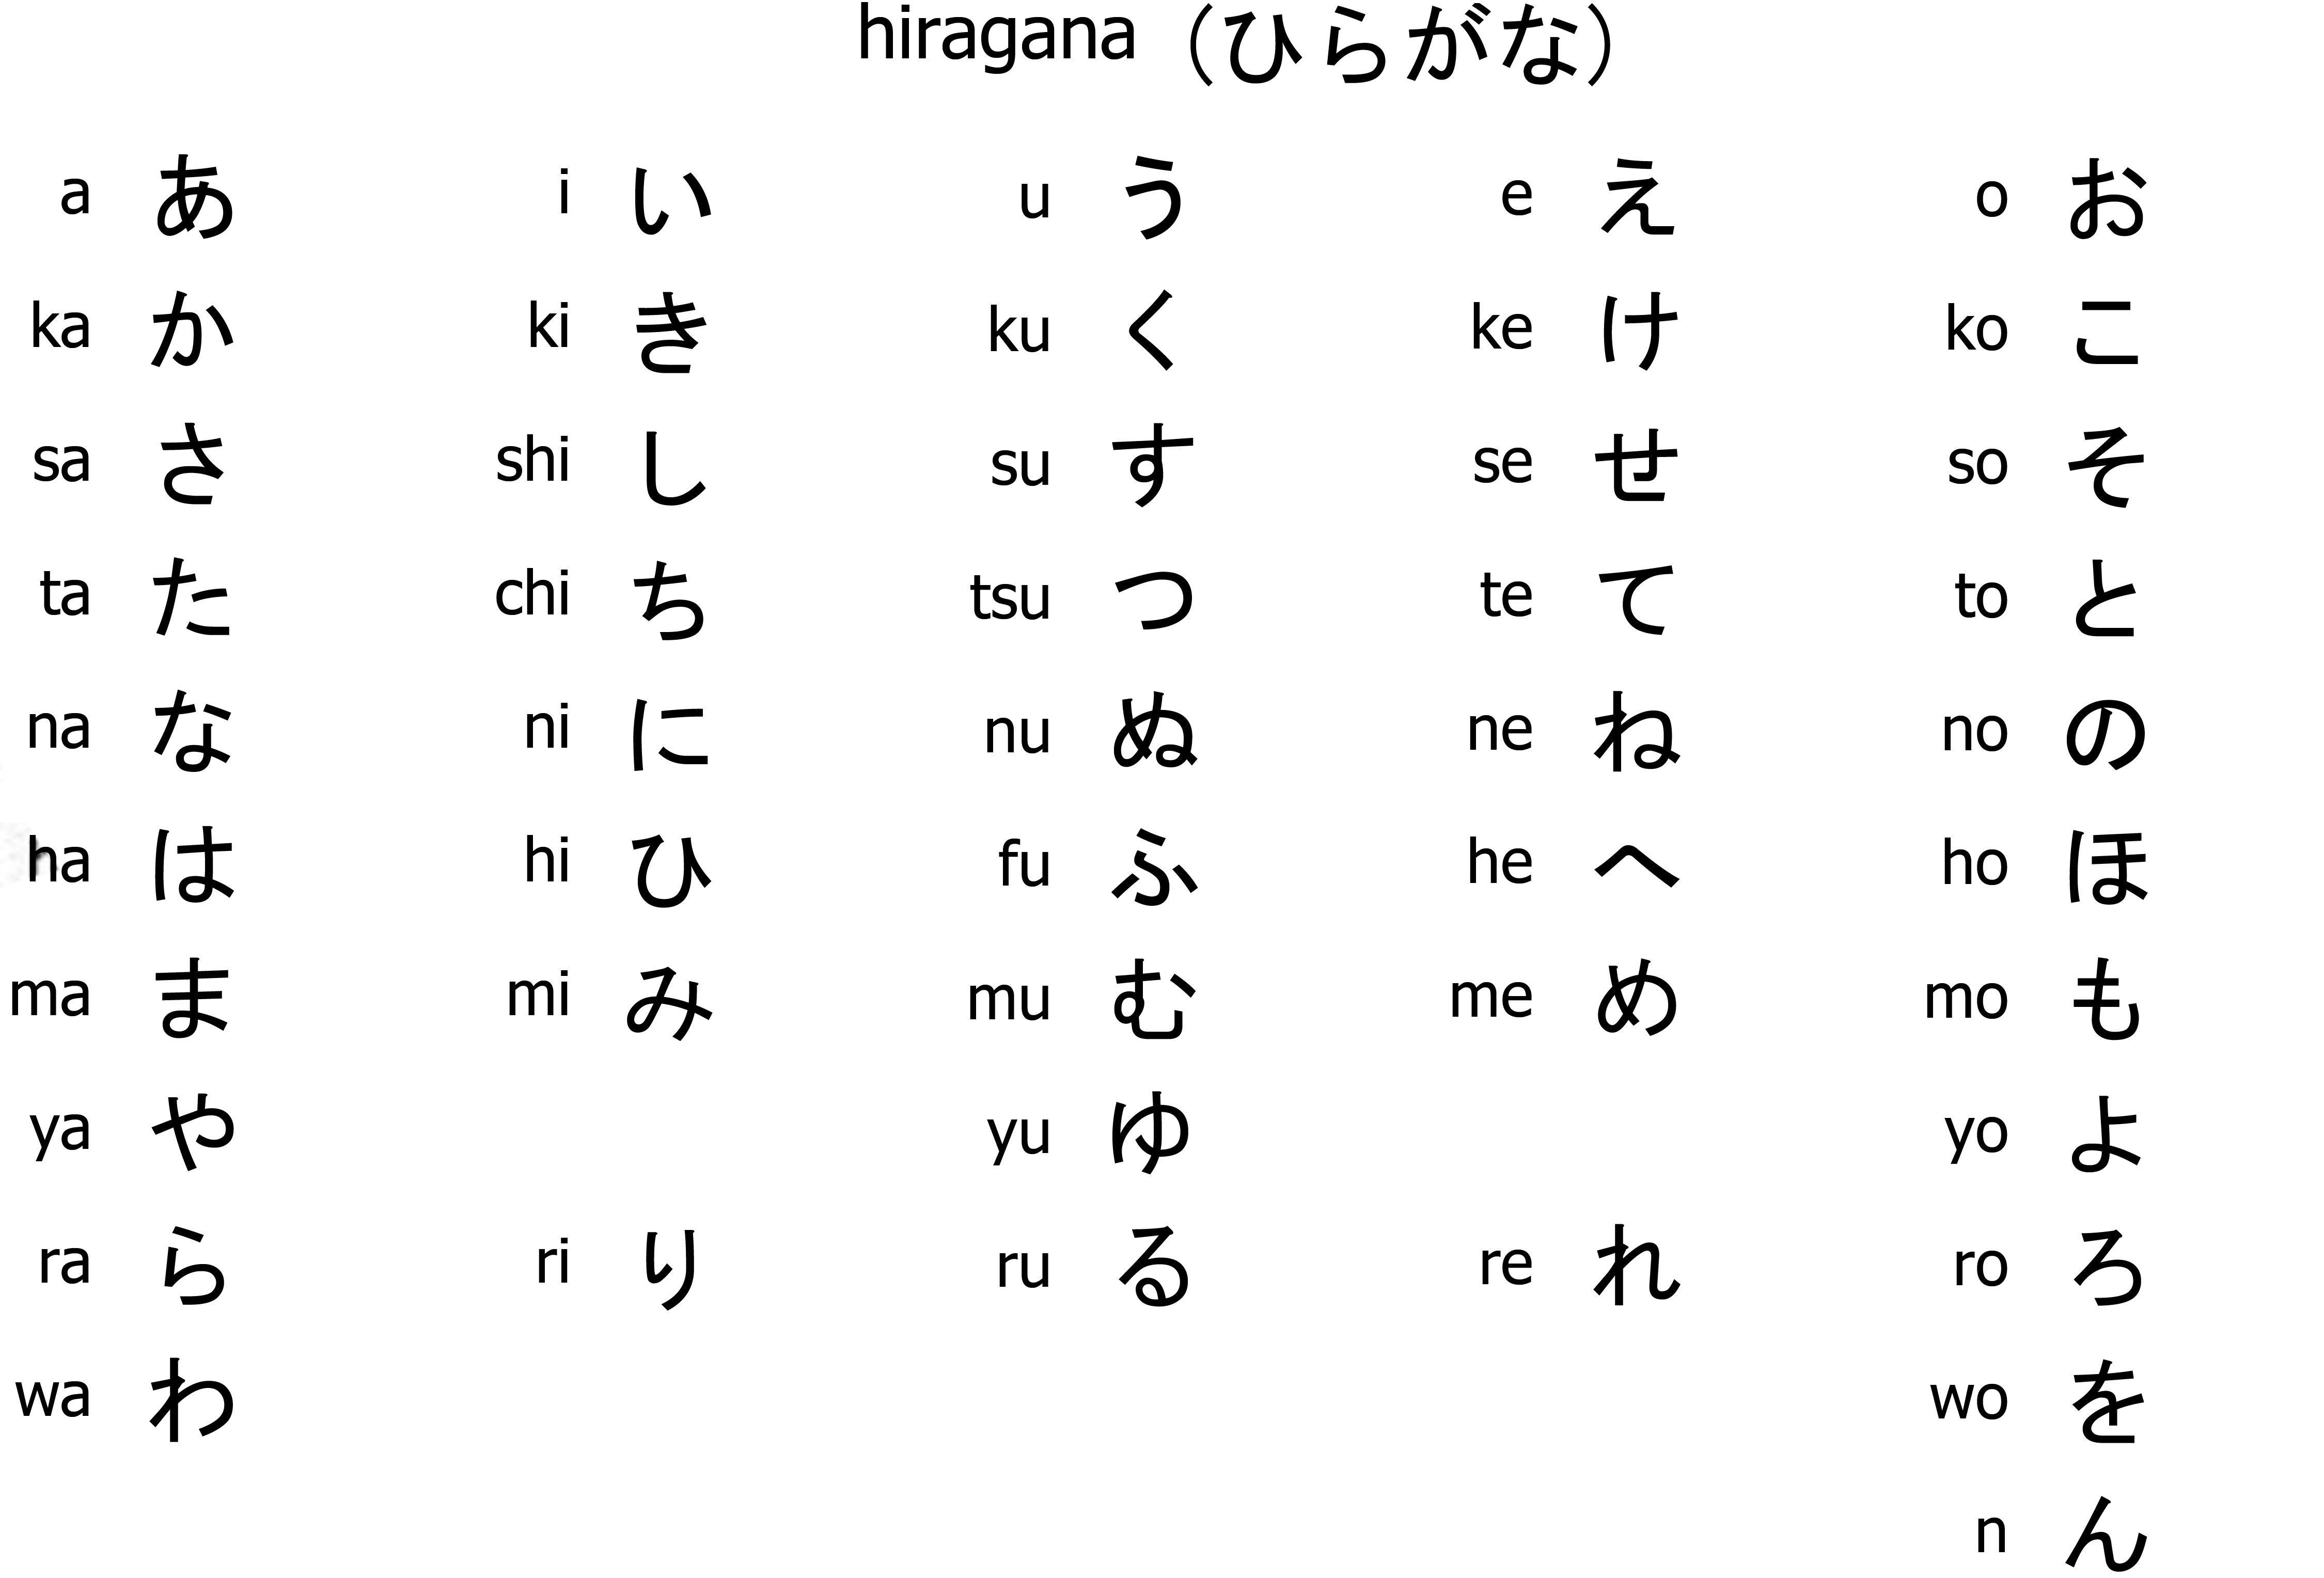 hiragana （ひらがな）
a あ i い u う e え o お
ka か ki き ku く ke け ko こ
sa さ shi し su す se せ so そ
ta た chi ち tsu つ te て to と
na な ni に nu ぬ ne ね no の
ha は hi ひ fu ふ he へ ho ほ
ma ま mi み mu む me め mo も
ya や yu ゆ yo よ
ra ら ri り ru る re れ ro ろ
wa わ wo を
n ん